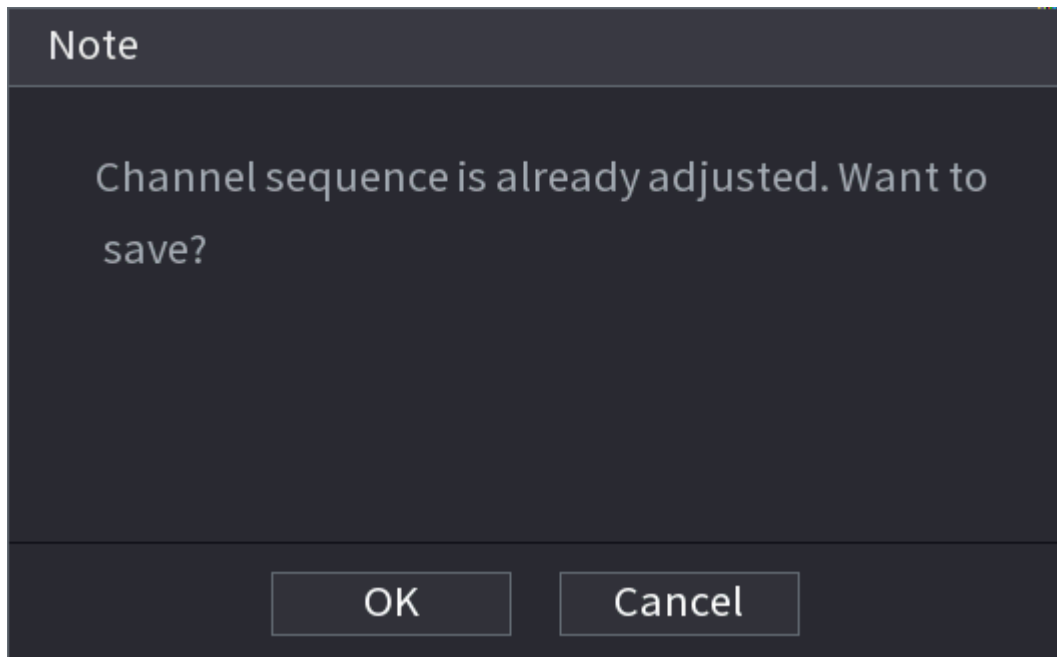 Note
Channel sequence is already adjusted. Want to
save?
OK
Cancel